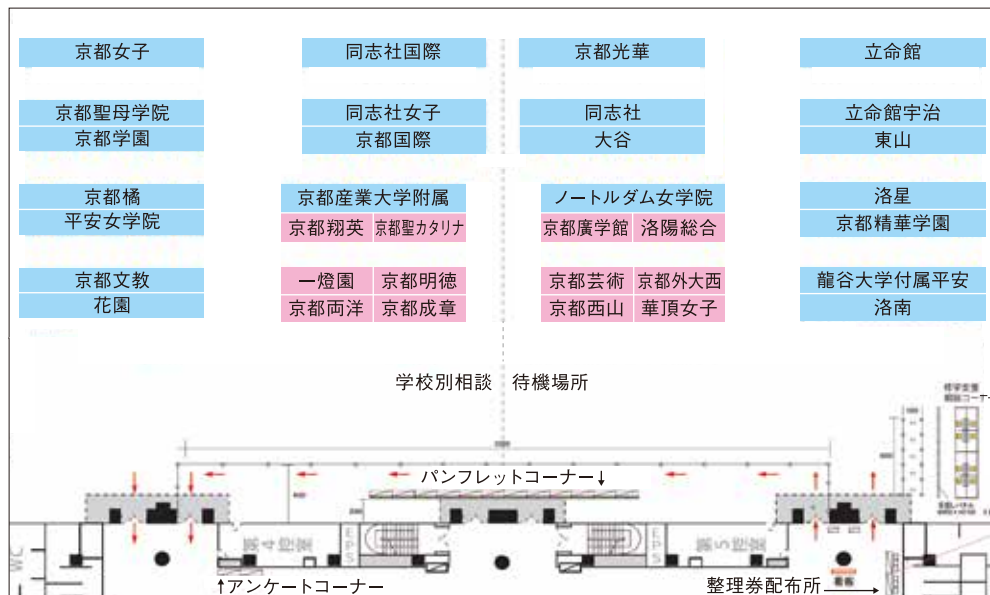 京都女子 同志社国際 京都光華 立命館
京都聖母学院 同志社女子 同志社 立命館宇治
京都学園 京都国際 大谷 東山
京都橘 京都産業大学附属 ノートルダム女学院 洛星
平安女学院 京都翔英 京都聖カタリナ 京都廣学館 洛陽総合 京都精華学園
京都文教 一燈園 京都明徳 京都芸術 京都外大西 龍谷大学付属平安
花園 京都両洋 京都成章 京都西山 華頂女子 洛南
学校別相談 待機場所
パンフレットコーナー↓
第4控室 第5控室
WC
↑アンケートコーナー 整理券配布所